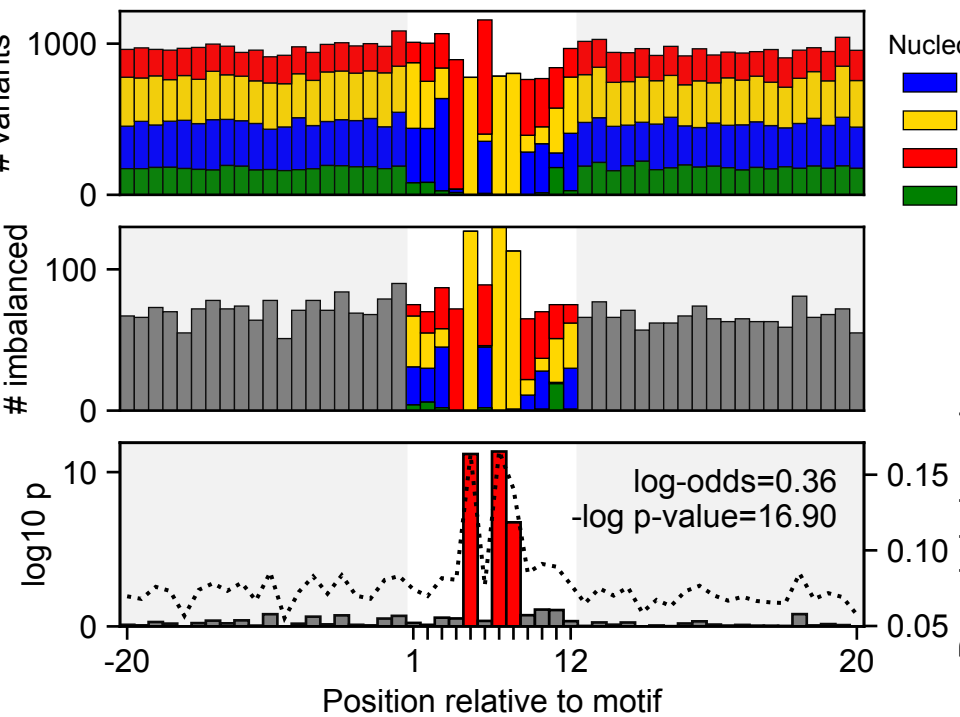 # variants
1000
0
Nucleo
# imbalanced
100
0
log10 p
10
0
log-odds=0.36
-log p-value=16.90
0.15
0.10
0.05
-20
1
12
20
Position relative to motif